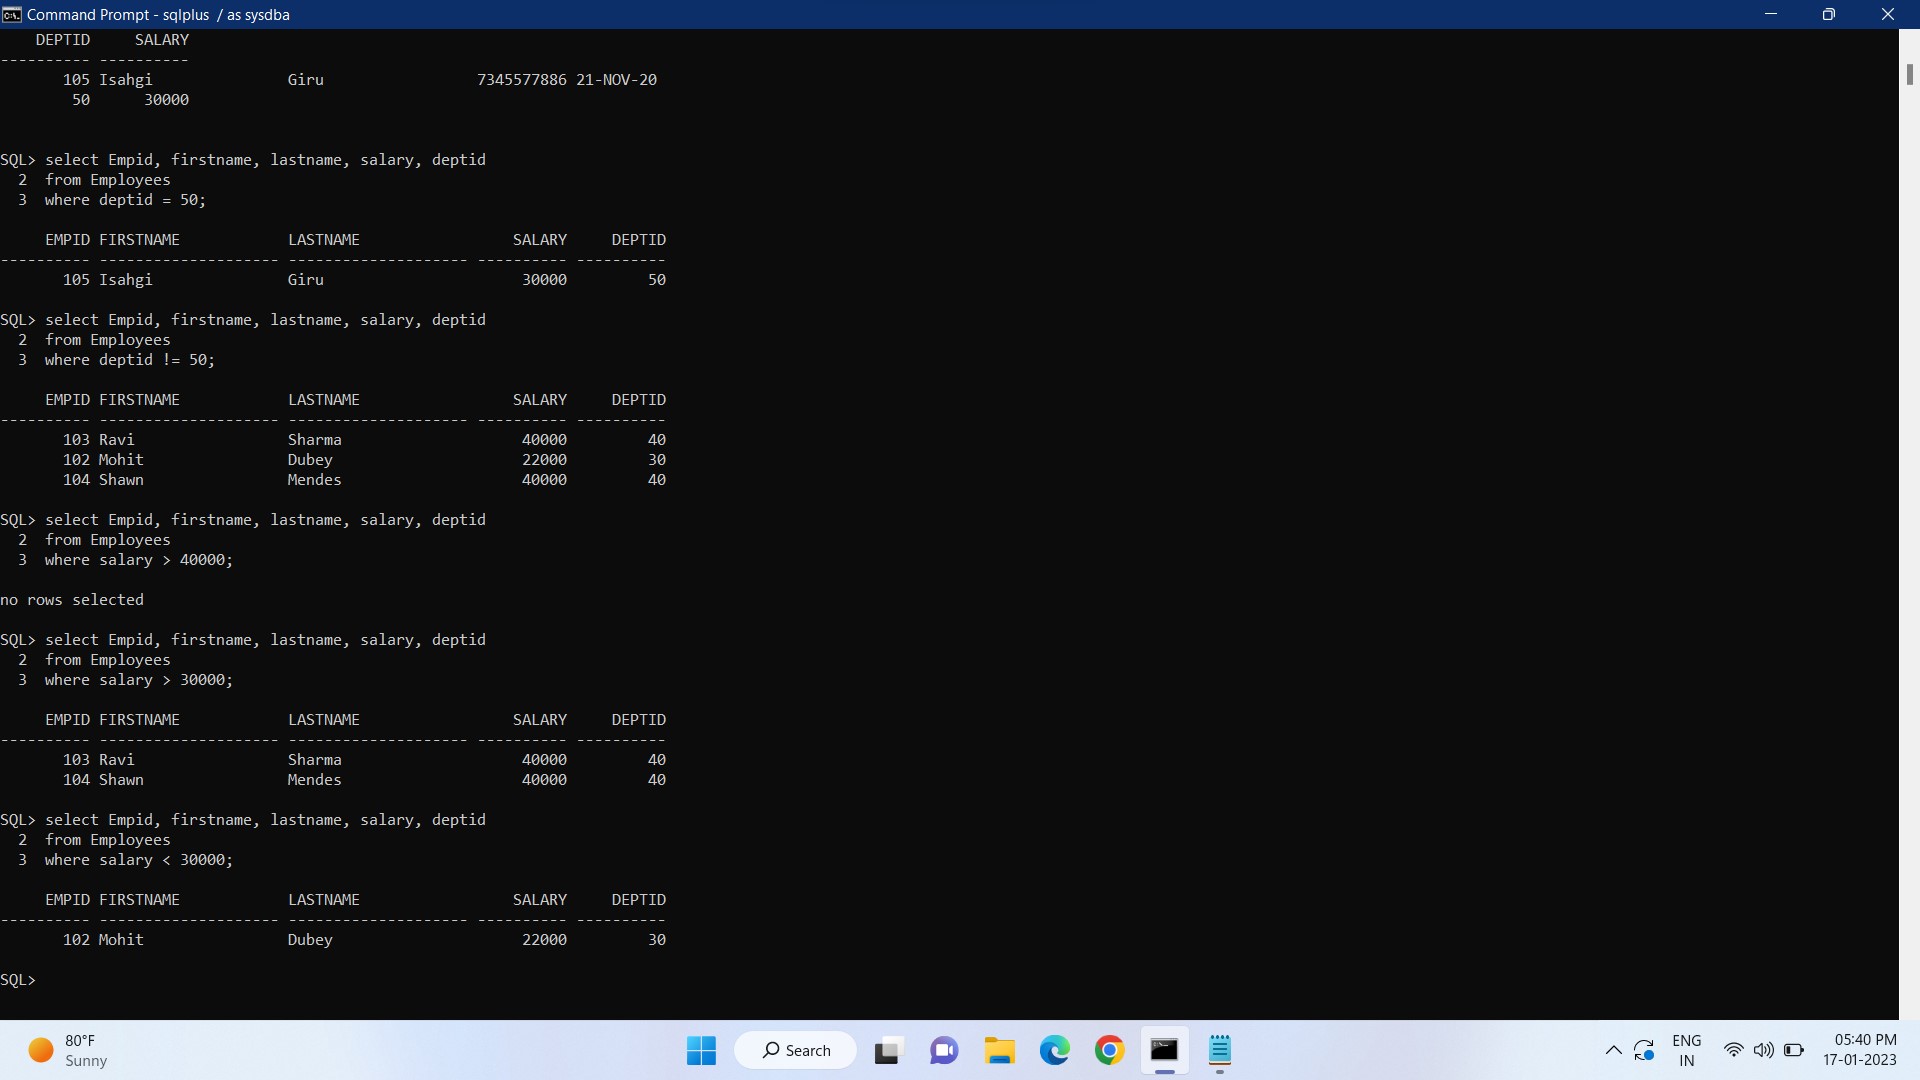 Command Prompt - sqlplus / as sysdba
DEPTID SALARY
---------- ----------
105 Isahgi Giru 7345577886 21-NOV-20
50 30000
SQL> select Empid, firstname, lastname, salary, deptid
2 from Employees
3 where deptid = 50;
EMPID FIRSTNAME LASTNAME SALARY DEPTID
---------- -------------------- -------------------- ---------- ----------
105 Isahgi Giru 30000 50
SQL> select Empid, firstname, lastname, salary, deptid
2 from Employees
3 where deptid != 50;
EMPID FIRSTNAME LASTNAME SALARY DEPTID
---------- -------------------- -------------------- ---------- ----------
103 Ravi Sharma 40000 40
102 Mohit Dubey 22000 30
104 Shawn Mendes 40000 40
SQL> select Empid, firstname, lastname, salary, deptid
2 from Employees
3 where salary > 40000;
no rows selected
SQL> select Empid, firstname, lastname, salary, deptid
2 from Employees
3 where salary > 30000;
EMPID FIRSTNAME LASTNAME SALARY DEPTID
---------- -------------------- -------------------- ---------- ----------
103 Ravi Sharma 40000 40
104 Shawn Mendes 40000 40
SQL> select Empid, firstname, lastname, salary, deptid
2 from Employees
3 where salary < 30000;
EMPID FIRSTNAME LASTNAME SALARY DEPTID
---------- -------------------- -------------------- ---------- ----------
102 Mohit Dubey 22000 30
SQL>
80°F
Sunny
Search
ENG
IN
05:40 PM
17-01-2023